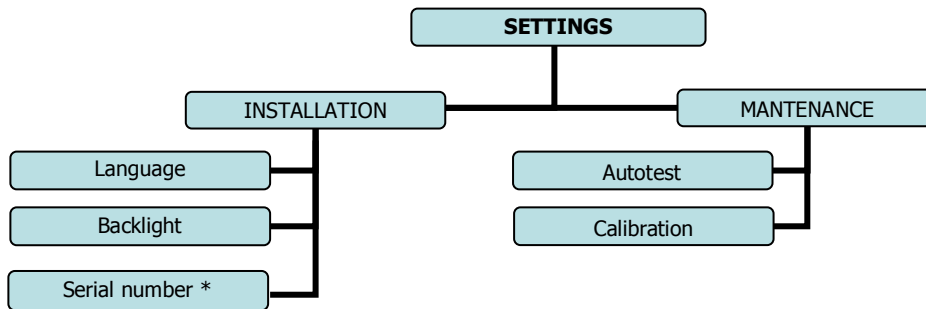 SETTINGS
INSTALLATION
MANTENANCE
Language
Autotest
Backlight
Calibration
Serial number *